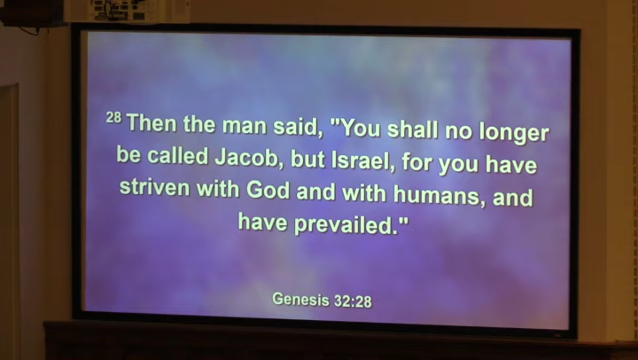 28 Then the man said, "You shall no longer
be called Jacob, but Israel, for you have
striven with God and with humans, and
have prevailed."
Genesis 32:28